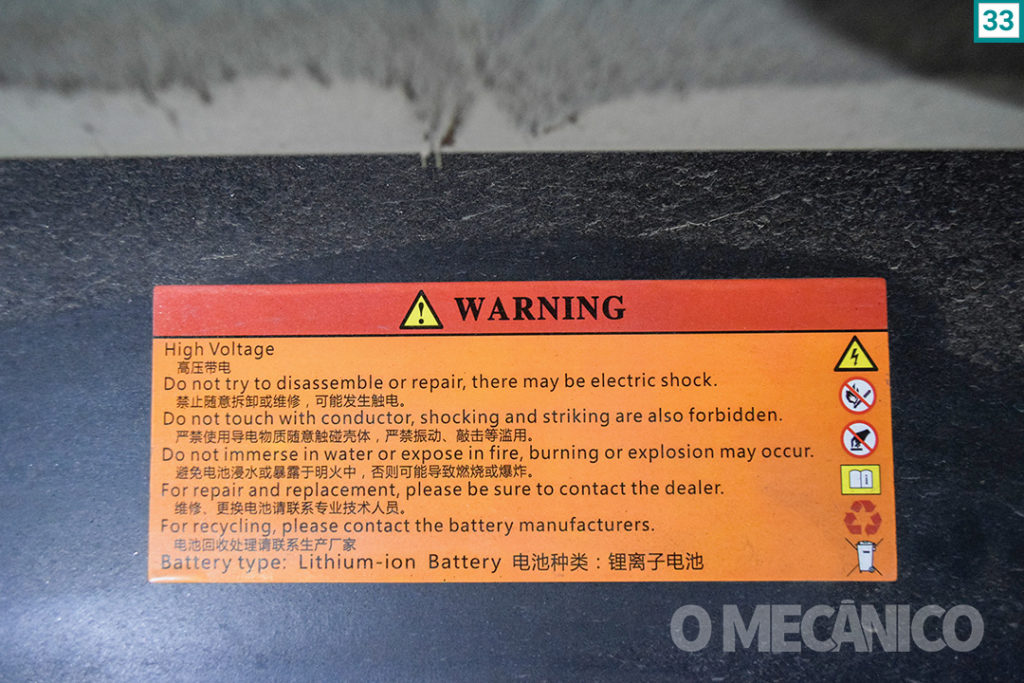 33
WARNING
High Voltage
高压带电
Do not try to disassemble or repair, there may be electric shock.
禁止随意拆卸或维修，可能发生触电。
Do not touch with conductor, shocking and striking are also forbidden.
严禁使用导电物质随意触碰壳体，严禁振动、敲击等滥用。
Do not immerse in water or expose in fire, burning or explosion may occur.
避免电池浸水或暴露于明火中，否则可能导致燃烧或爆炸。
For repair and replacement, please be sure to contact the dealer.
维修、更换电池请联系专业技术人员。
For recycling, please contact the battery manufacturers.
电池回收处理请联系生产厂家
Battery type: Lithium-ion Battery 电池种类：锂离子电池
O MECÂNICO